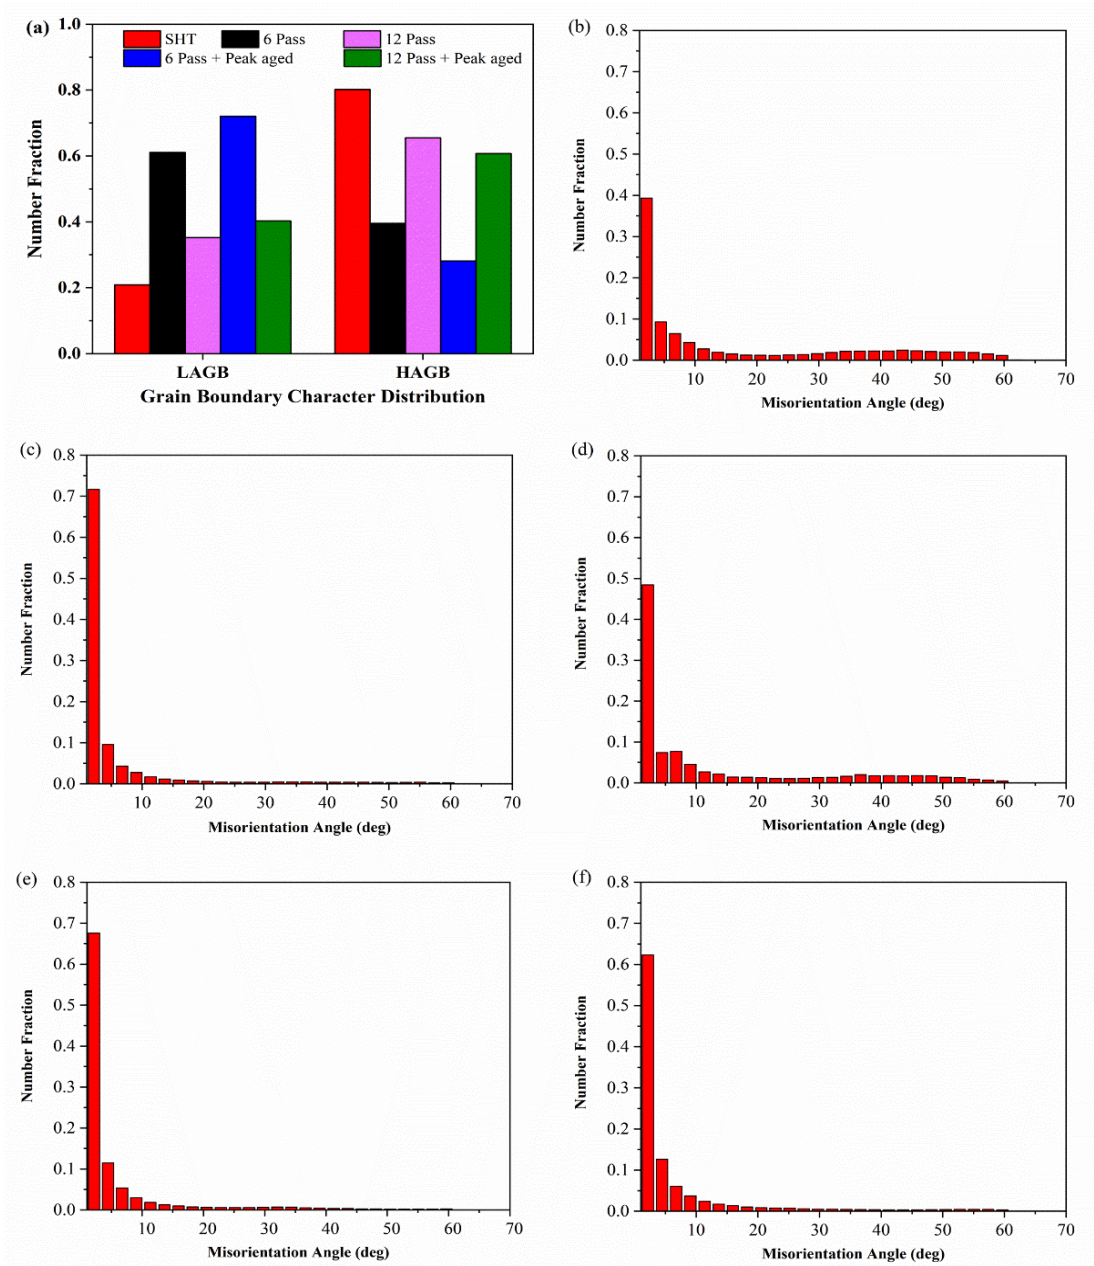 (a)
1.0
0.8
0.6
0.4
0.2
0.0
Number Fraction
SHT 6 Pass 12 Pass
6 Pass + Peak aged 12 Pass + Peak aged
LAGB HAGB
Grain Boundary Character Distribution
(b)
0.8
0.7
0.6
0.5
0.4
0.3
0.2
0.1
0.0
Number Fraction
10 20 30 40 50 60 70
Misorientation Angle (deg)
(c)
0.8
0.7
0.6
0.5
0.4
0.3
0.2
0.1
0.0
Number Fraction
10 20 30 40 50 60 70
Misorientation Angle (deg)
(d)
0.8
0.7
0.6
0.5
0.4
0.3
0.2
0.1
0.0
Number Fraction
10 20 30 40 50 60 70
Misorientation Angle (deg)
(e)
0.8
0.7
0.6
0.5
0.4
0.3
0.2
0.1
0.0
Number Fraction
10 20 30 40 50 60 70
Misorientation Angle (deg)
(f)
0.8
0.7
0.6
0.5
0.4
0.3
0.2
0.1
0.0
Number Fraction
10 20 30 40 50 60 70
Misorientation Angle (deg)